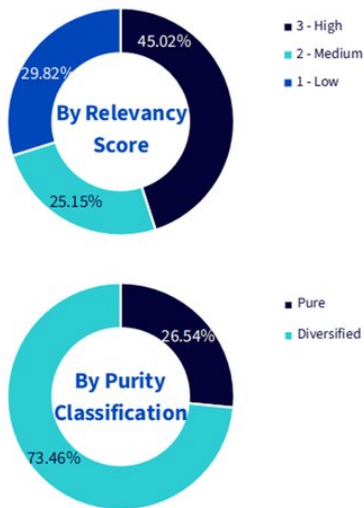 45.02%
29.82%
By Relevancy
Score
25.15%
3 - High
2 - Medium
1 - Low
26.54%
By Purity
Classification
73.46%
Pure
Diversified